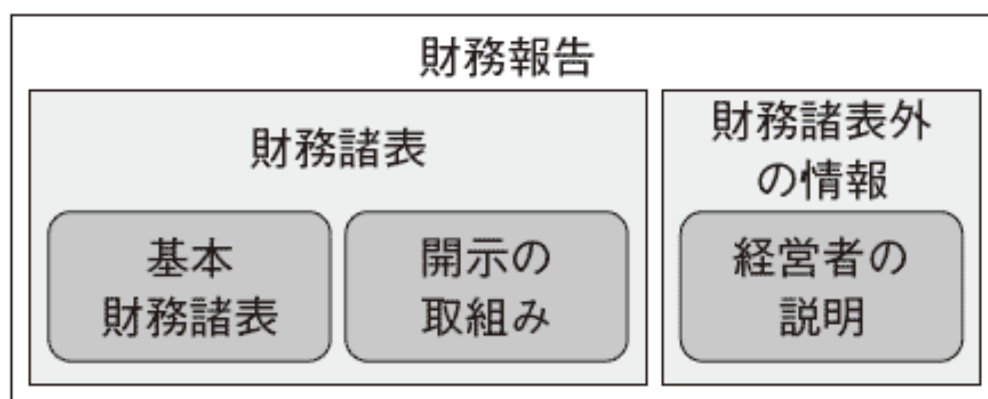 財務報告
財務諸表
基本
財務諸表
開示の
取組み
財務諸表外
の情報
経営者の
説明